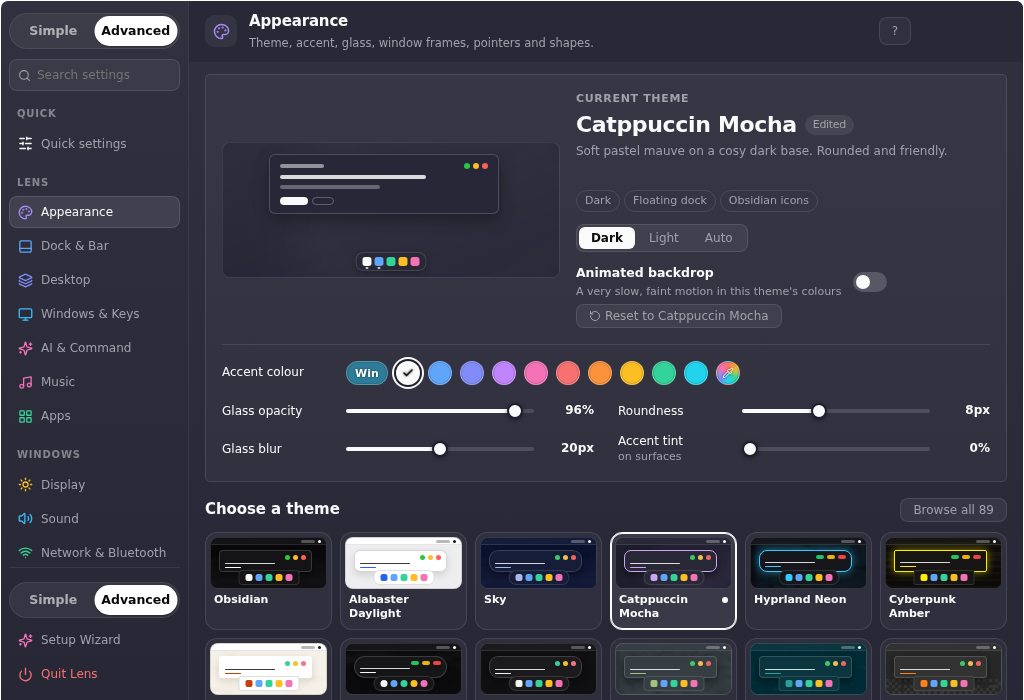 Simple Advanced
Search settings
QUICK
Quick settings
LENS
Appearance
Dock & Bar
Desktop
Windows & Keys
AI & Command
Music
Apps
WINDOWS
Display
Sound
Network & Bluetooth
Simple Advanced
Setup Wizard
Quit Lens
Appearance
Theme, accent, glass, window frames, pointers and shapes.
?
CURRENT THEME
Catppuccin Mocha Edited
Soft pastel mauve on a cosy dark base. Rounded and friendly.
Dark Floating dock Obsidian icons
Dark Light Auto
Animated backdrop
A very slow, faint motion in this theme's colours
Reset to Catppuccin Mocha
Accent colour Win
Glass opacity 96% Roundness 8px
Glass blur 20px Accent tint 0%
on surfaces
Choose a theme Browse all 89
Obsidian
Alabaster
Daylight
Sky
Catppuccin
Mocha
Hyprland Neon
Cyberpunk
Amber